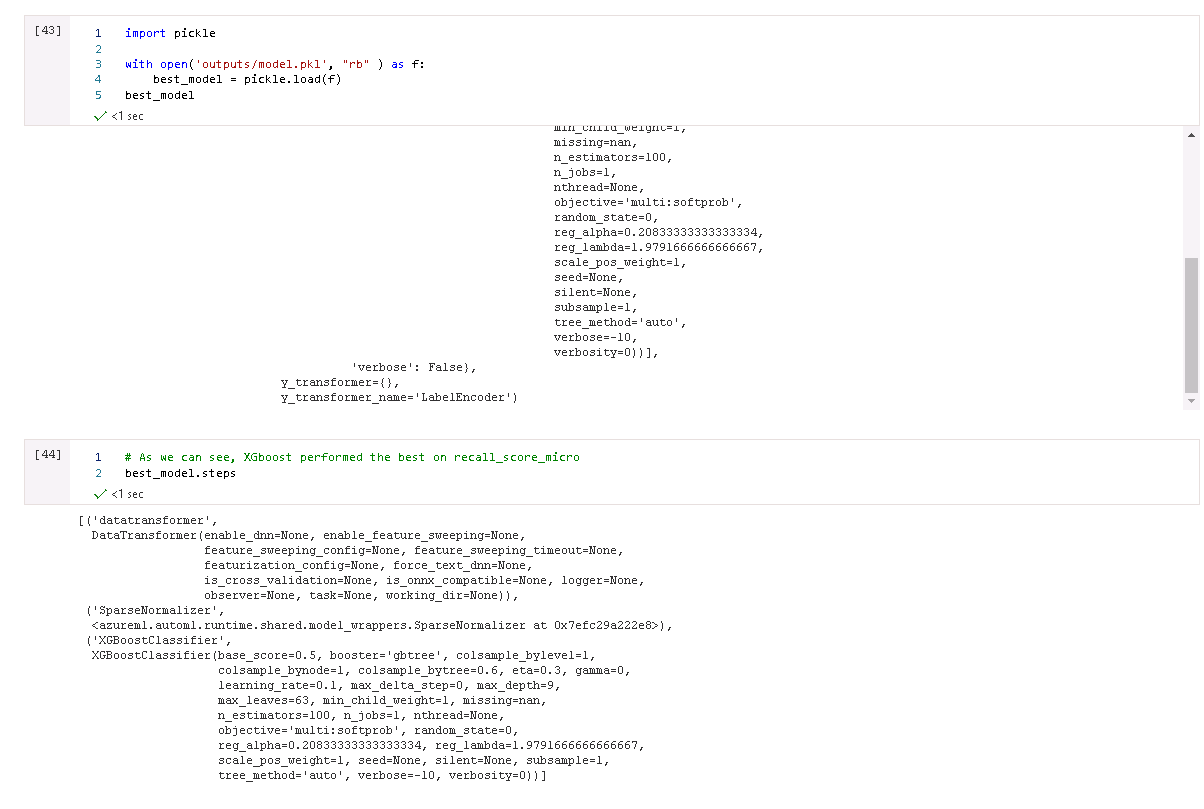 [43]
1 import pickle
2
3 with open('outputs/model.pkl', "rb" ) as f:
4     best_model = pickle.load(f)
5 best_model
<1 sec
min_child_weight=1,
missing=nan,
n_estimators=100,
n_jobs=1,
nthread=None,
objective='multi:softprob',
random_state=0,
reg_alpha=0.20833333333333334,
reg_lambda=1.9791666666666667,
scale_pos_weight=1,
seed=None,
silent=None,
subsample=1,
tree_method='auto',
verbose=-10,
verbosity=0))],
'verbose': False},
y_transformer={},
y_transformer_name='LabelEncoder')
[44]
1 # As we can see, XGboost performed the best on recall_score_micro
2 best_model.steps
<1 sec
[('datatransformer',
DataTransformer(enable_dnn=None, enable_feature_sweeping=None,
feature_sweeping_config=None, feature_sweeping_timeout=None,
featurization_config=None, force_text_dnn=None,
is_cross_validation=None, is_onnx_compatible=None, logger=None,
observer=None, task=None, working_dir=None)),
('SparseNormalizer',
<azureml.automl.runtime.shared.model_wrappers.SparseNormalizer at 0x7efc29a222e8>),
('XGBoostClassifier',
XGBoostClassifier(base_score=0.5, booster='gbtree', colsample_bylevel=1,
colsample_bynode=1, colsample_bytree=0.6, eta=0.3, gamma=0,
learning_rate=0.1, max_delta_step=0, max_depth=9,
max_leaves=63, min_child_weight=1, missing=nan,
n_estimators=100, n_jobs=1, nthread=None,
objective='multi:softprob', random_state=0,
reg_alpha=0.20833333333333334, reg_lambda=1.9791666666666667,
scale_pos_weight=1, seed=None, silent=None, subsample=1,
tree_method='auto', verbose=-10, verbosity=0))]